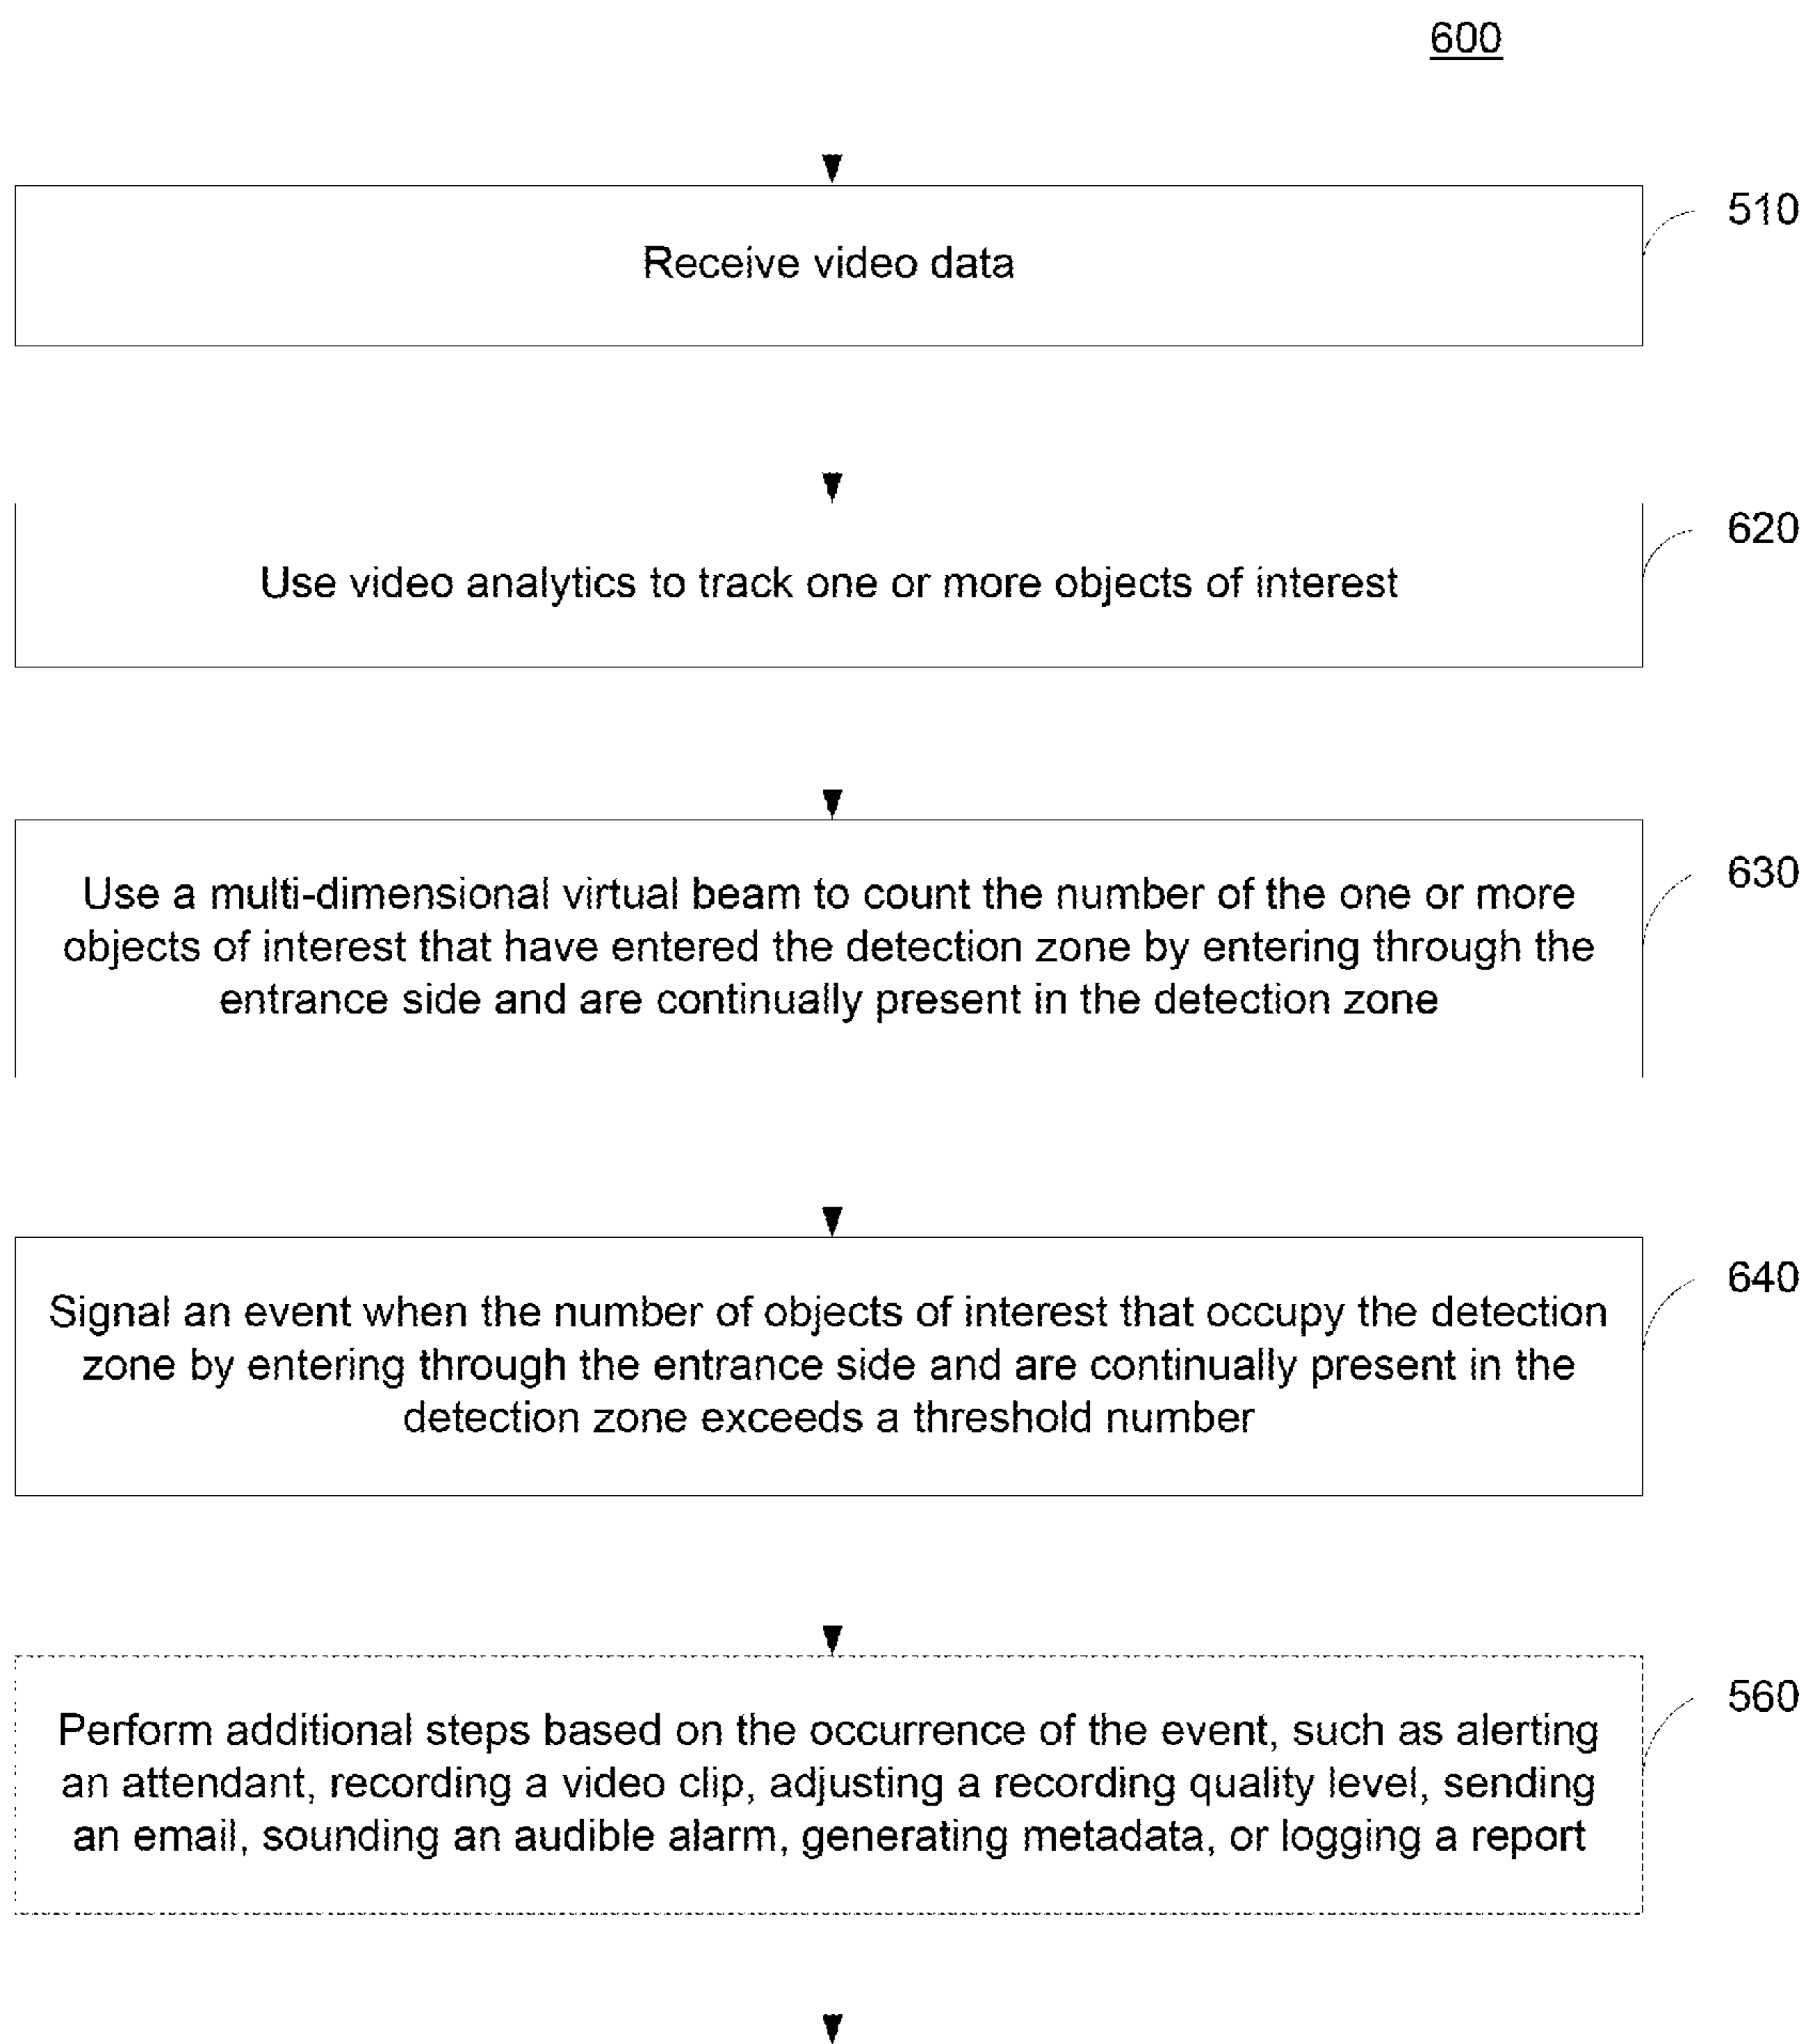 600
510
Receive video data
620
Use video analytics to track one or more objects of interest
630
Use a multi-dimensional virtual beam to count the number of the one or more
objects of interest that have entered the detection zone by entering through the
entrance side and are continually present in the detection zone
640
Signal an event when the number of objects of interest that occupy the detection
zone by entering through the entrance side and are continually present in the
detection zone exceeds a threshold number
560
Perform additional steps based on the occurrence of the event, such as alerting
an attendant, recording a video clip, adjusting a recording quality level, sending
an email, sounding an audible alarm, generating metadata, or logging a report